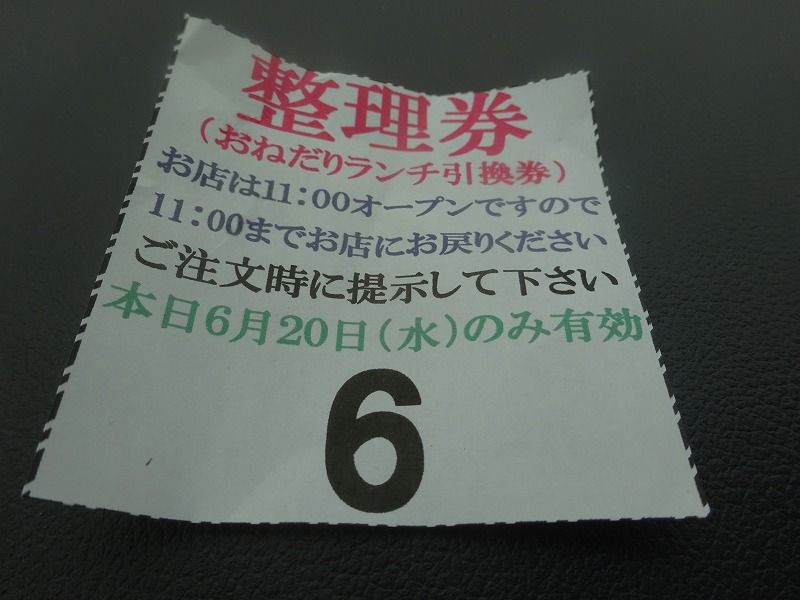 整理券
(おねだりランチ引換券)
お店は11:00オープンですので
11:00までお店にお戻りください
ご注文時に提示して下さい
本日6月20日(水)のみ有効
6